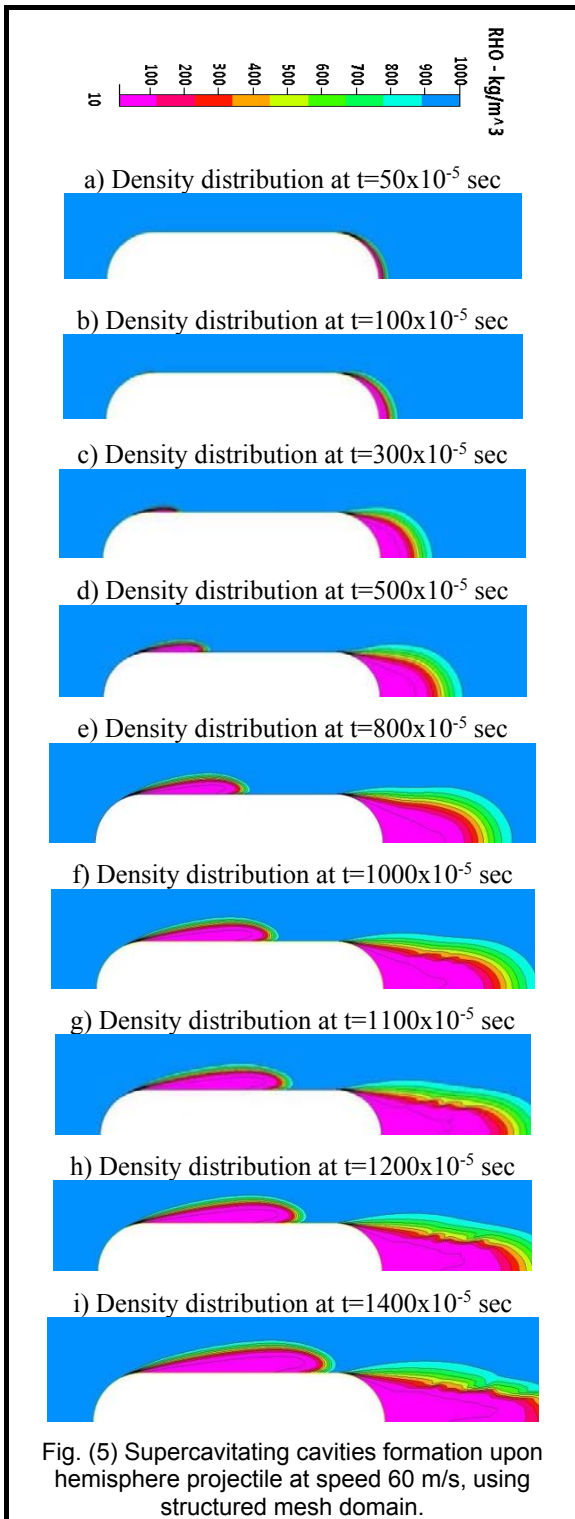 RHO - kg/m^3
10 100 200 300 400 500 600 700 800 900 1000
a) Density distribution at t=50x10-5 sec
b) Density distribution at t=100x10-5 sec
c) Density distribution at t=300x10-5 sec
d) Density distribution at t=500x10-5 sec
e) Density distribution at t=800x10-5 sec
f) Density distribution at t=1000x10-5 sec
g) Density distribution at t=1100x10-5 sec
h) Density distribution at t=1200x10-5 sec
i) Density distribution at t=1400x10-5 sec
Fig. (5) Supercavitating cavities formation upon
hemisphere projectile at speed 60 m/s, using
structured mesh domain.